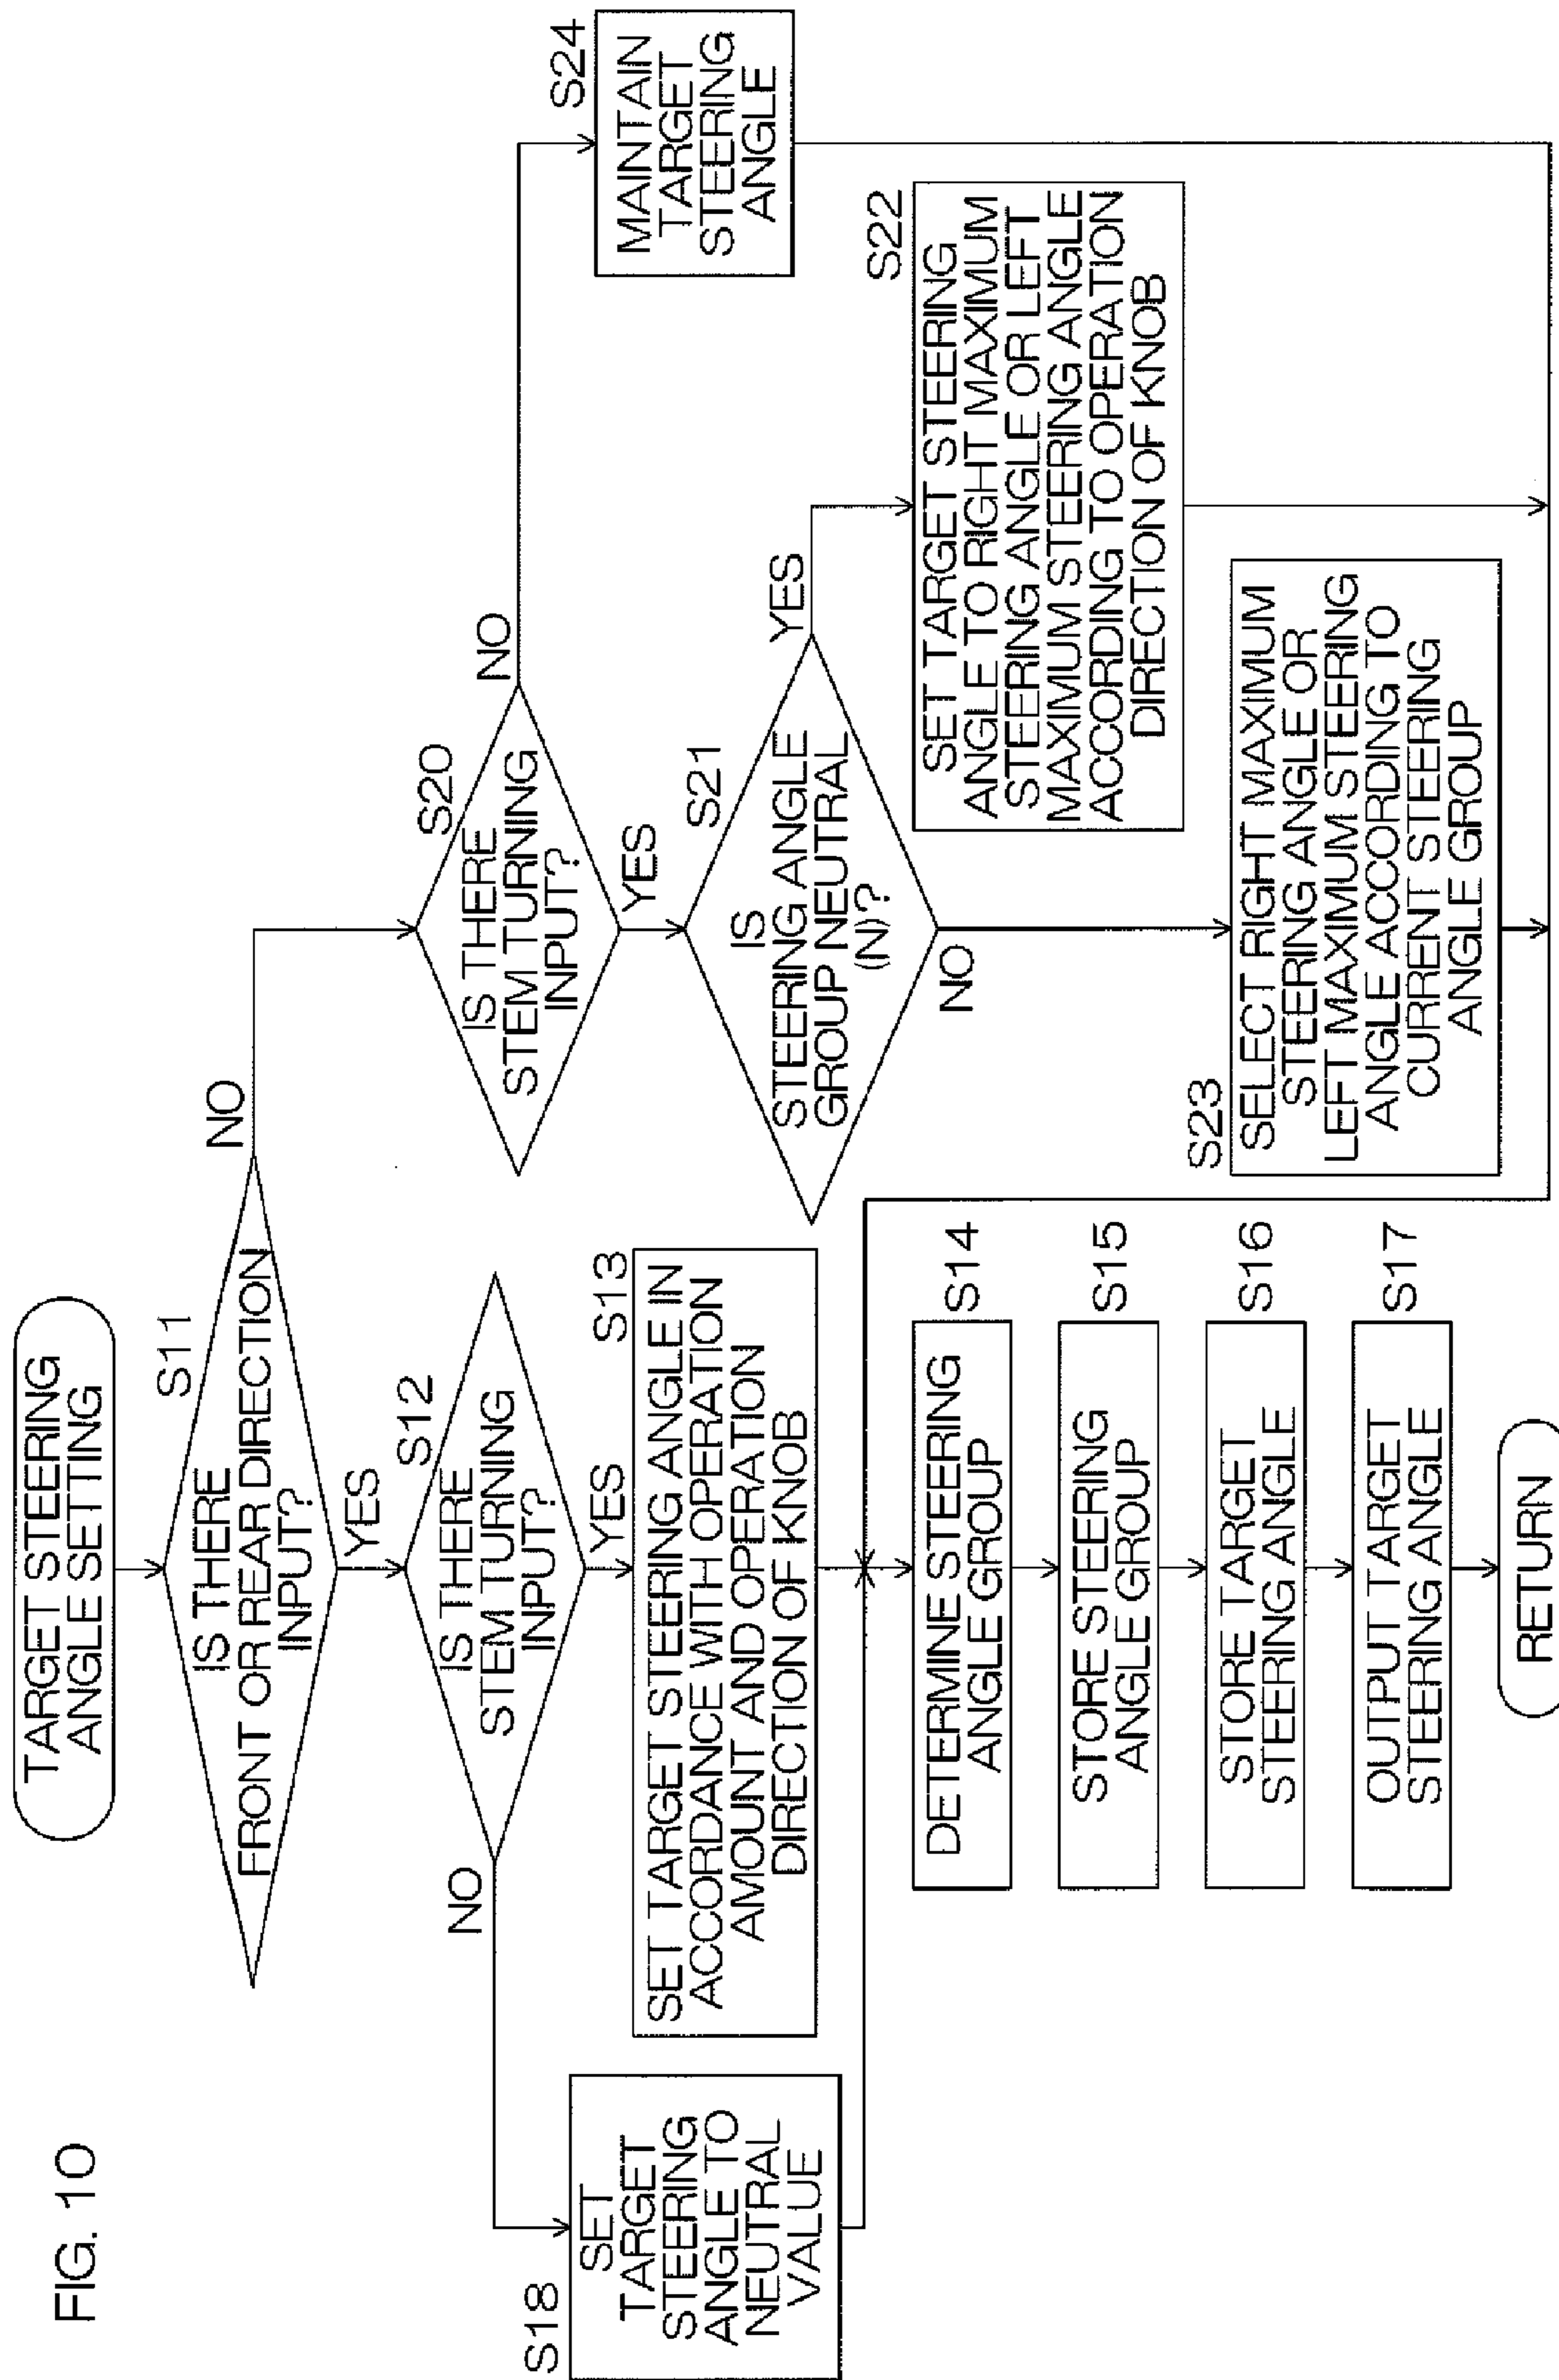 FIG. 10
TARGET STEERING
ANGLE SETTING
S11
IS THERE
FRONT OR REAR DIRECTION
INPUT?
NO
YES
S12
IS THERE
STEM TURNING
INPUT?
NO
YES
S13
SET TARGET STEERING ANGLE IN
ACCORDANCE WITH OPERATION
AMOUNT AND OPERATION
DIRECTION OF KNOB
S18
SET
TARGET
STEERING
ANGLE TO
NEUTRAL
VALUE
S14
DETERMINE STEERING
ANGLE GROUP
S15
STORE STEERING
ANGLE GROUP
S16
STORE TARGET
STEERING ANGLE
S17
OUTPUT TARGET
STEERING ANGLE
RETURN
S20
IS THERE
STEM TURNING
INPUT?
NO
YES
S21
IS
STEERING ANGLE
GROUP NEUTRAL
(N)?
YES
NO
S22
SET TARGET STEERING
ANGLE TO RIGHT MAXIMUM
STEERING ANGLE OR LEFT
MAXIMUM STEERING ANGLE
ACCORDING TO OPERATION
DIRECTION OF KNOB
S23
SELECT RIGHT MAXIMUM
STEERING ANGLE OR
LEFT MAXIMUM STEERING
ANGLE ACCORDING TO
CURRENT STEERING
ANGLE GROUP
S24
MAINTAIN
TARGET
STEERING
ANGLE